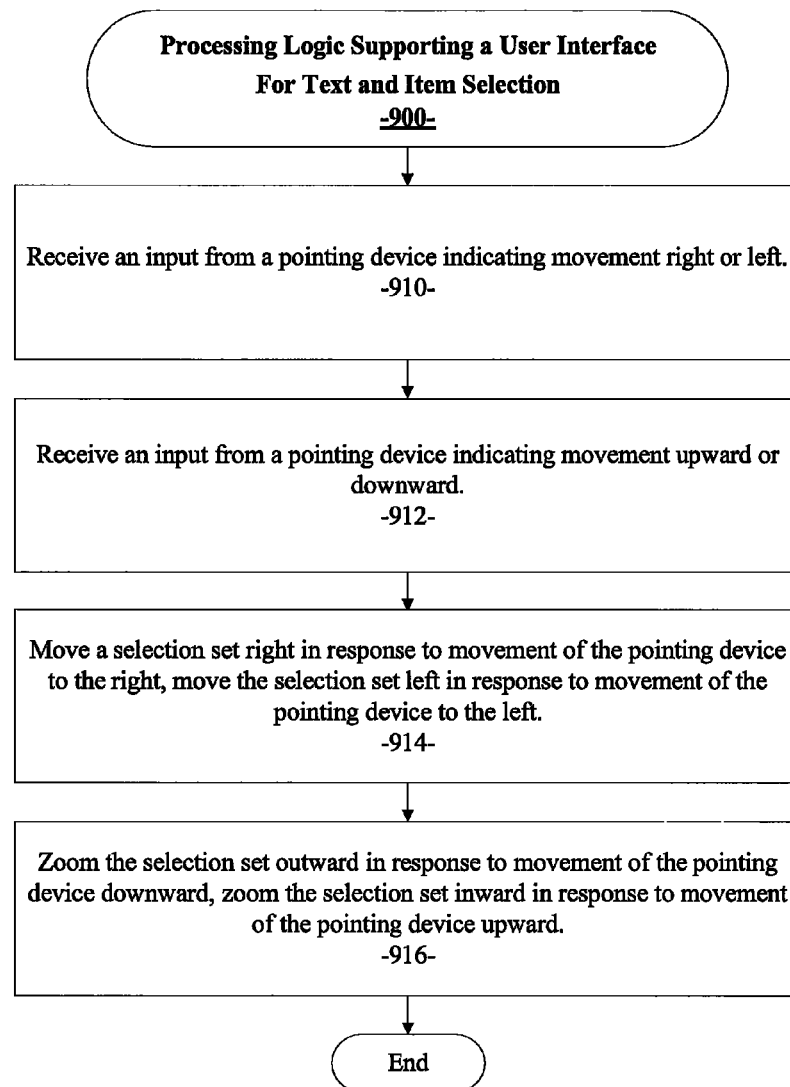 Processing Logic Supporting a User Interface
For Text and Item Selection
-900-
Receive an input from a pointing device indicating movement right or left.
-910-
Receive an input from a pointing device indicating movement upward or
downward.
-912-
Move a selection set right in response to movement of the pointing device
to the right, move the selection set left in response to movement of the
pointing device to the left.
-914-
Zoom the selection set outward in response to movement of the pointing
device downward, zoom the selection set inward in response to movement
of the pointing device upward.
-916-
End